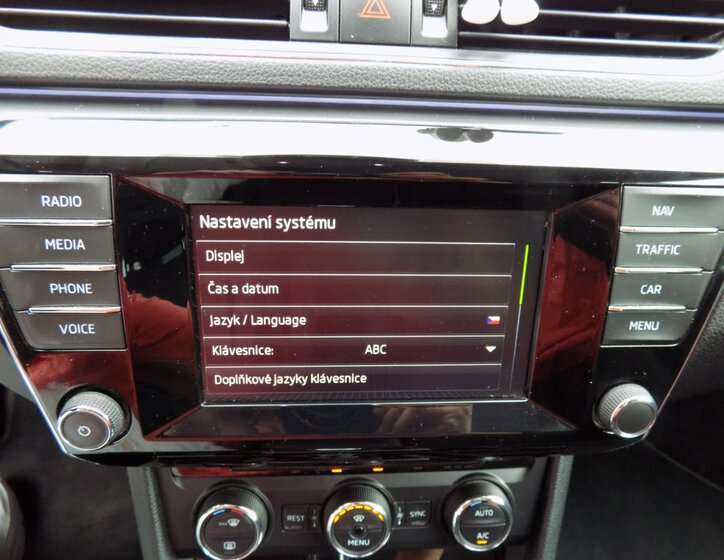 RADIO
MEDIA
PHONE
VOICE
Nastavení systému
Displej
Čas a datum
Jazyk / Language
Klávesnice: ABC
Doplňkové jazyky klávesnice
NAV
TRAFFIC
CAR
MENU
REST
MENU
SYNC
AUTO
A/C